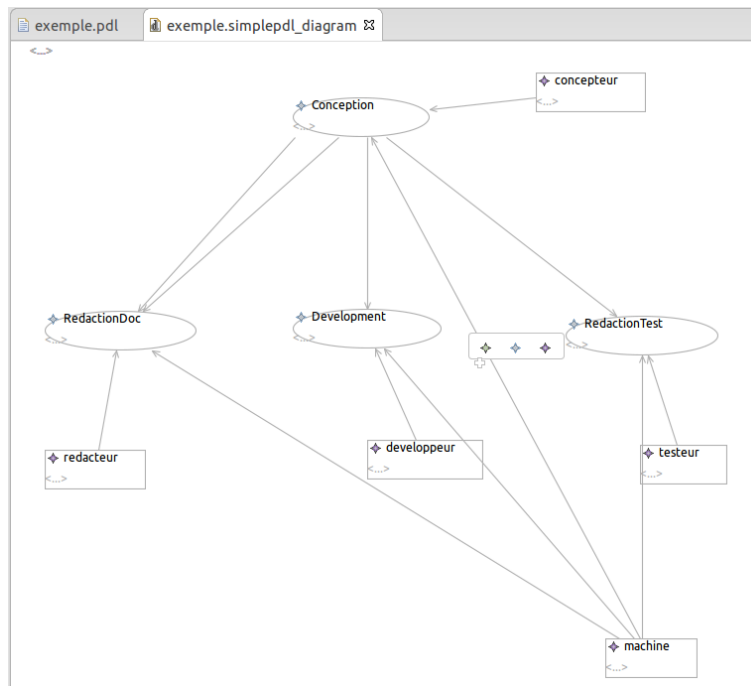 exemple.pdl
exemple.simplepdl_diagram
<...>
concepteur
<...>
Conception
<...>
RedactionDoc
<...>
Development
<...>
RedactionTest
<...>
redacteur
<...>
developpeur
<...>
testeur
<...>
machine
<...>